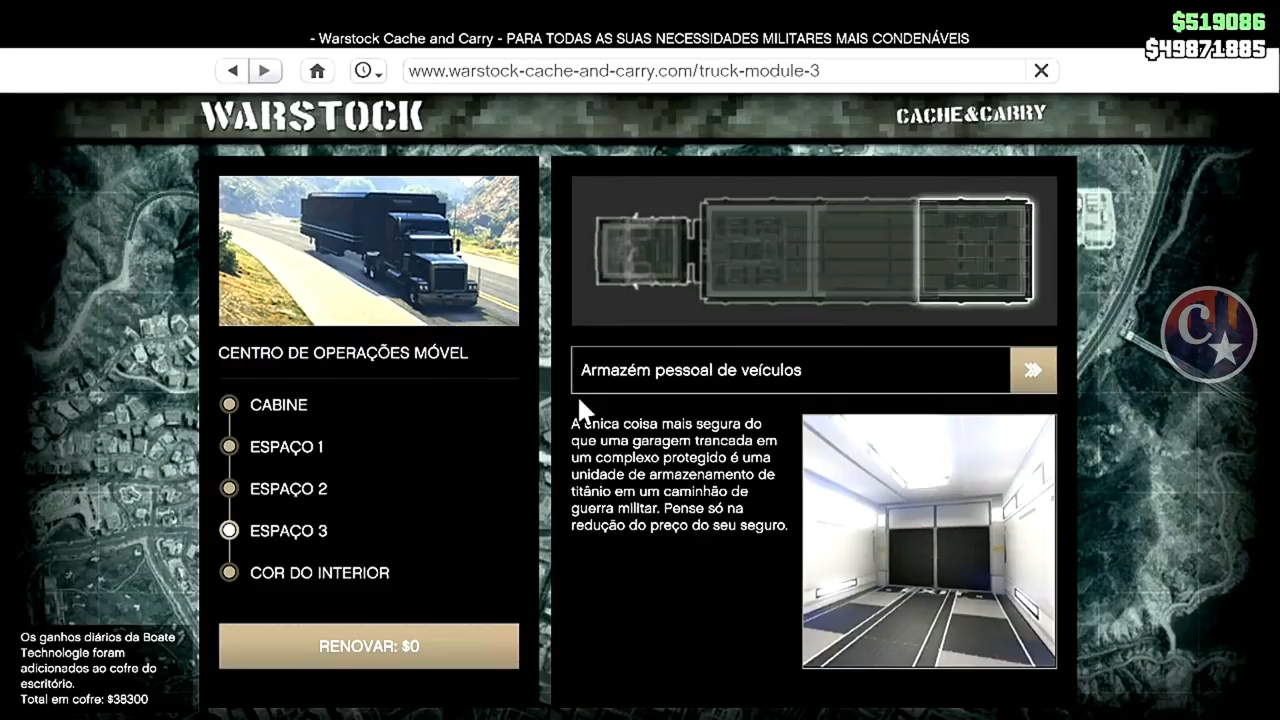 $519086
- Warstock Cache and Carry - PARA TODAS AS SUAS NECESSIDADES MILITARES MAIS CONDENÁVEIS
$49871885
www.warstock-cache-and-carry.com/truck-module-3
WARSTOCK
CACHE&CARRY
CENTRO DE OPERAÇÕES MÓVEL
CABINE
ESPAÇO 1
ESPAÇO 2
ESPAÇO 3
COR DO INTERIOR
RENOVAR: $0
Armazém pessoal de veículos
A única coisa mais segura do
que uma garagem trancada em
um complexo protegido é uma
unidade de armazenamento de
titânio em um caminhão de
guerra militar. Pense só na
redução do preço do seu seguro.
C
Os ganhos diários da Boate
Technologie foram
adicionados ao cofre do
escritório.
Total em cofre: $38300